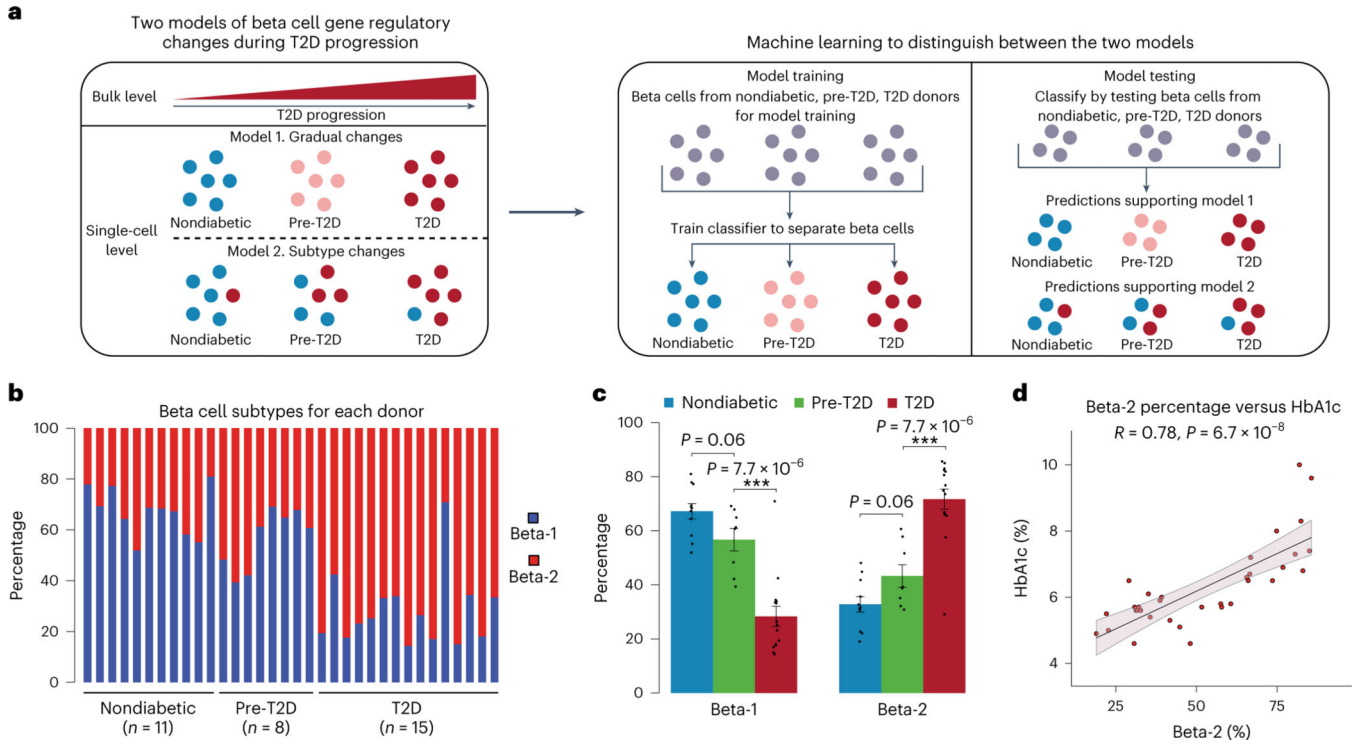 a
Two models of beta cell gene regulatory
changes during T2D progression
Bulk level
T2D progression
Model 1. Gradual changes
Nondiabetic
Pre-T2D
T2D
Single-cell
level
Model 2. Subtype changes
Nondiabetic
Pre-T2D
T2D
Machine learning to distinguish between the two models
Model training
Beta cells from nondiabetic, pre-T2D, T2D donors
for model training
Train classifier to separate beta cells
Nondiabetic
Pre-T2D
T2D
Model testing
Classify by testing beta cells from
nondiabetic, pre-T2D, T2D donors
Predictions supporting model 1
Nondiabetic
Pre-T2D
T2D
Predictions supporting model 2
Nondiabetic
Pre-T2D
T2D
b
Beta cell subtypes for each donor
Percentage
100
80
60
40
20
0
Beta-1
Beta-2
Nondiabetic
(n = 11)
Pre-T2D
(n = 8)
T2D
(n = 15)
c
Nondiabetic
Pre-T2D
T2D
Percentage
100
80
60
40
20
0
P = 0.06
P = 7.7 × 10⁻⁶
***
P = 7.7 × 10⁻⁶
***
P = 0.06
Beta-1
Beta-2
d
Beta-2 percentage versus HbA1c
R = 0.78, P = 6.7 × 10⁻⁸
HbA1c (%)
10
8
6
4
25
50
75
Beta-2 (%)